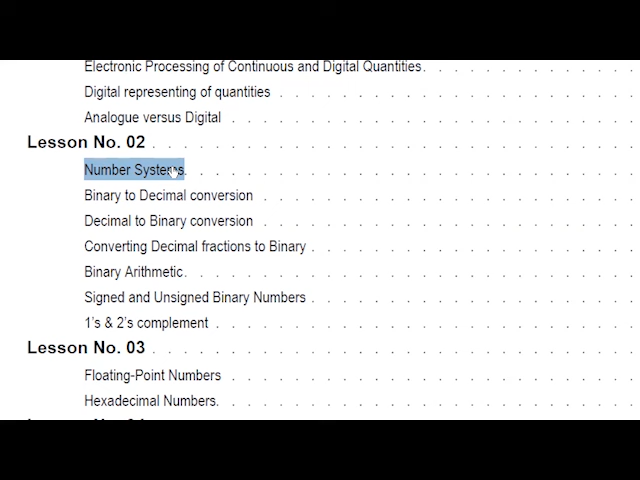 Electronic Processing of Continuous and Digital Quantities. . . . . . . . .
Digital representing of quantities . . . . . . . . . . . . . .
Analogue versus Digital . . . . . . . . . . . . . . . .
Lesson No. 02 . . . . . . . . . . . . . . . . . .
Number Systems. . . . . . . . . . . . . . . . . .
Binary to Decimal conversion . . . . . . . . . . . . . . .
Decimal to Binary conversion . . . . . . . . . . . . . . .
Converting Decimal fractions to Binary . . . . . . . . . . . . .
Binary Arithmetic. . . . . . . . . . . . . . . . . .
Signed and Unsigned Binary Numbers . . . . . . . . . . . . .
1’s & 2’s complement . . . . . . . . . . . . . . . . .
Lesson No. 03 . . . . . . . . . . . . . . . . . .
Floating-Point Numbers . . . . . . . . . . . . . . . .
Hexadecimal Numbers. . . . . . . . . . . . . . . . .